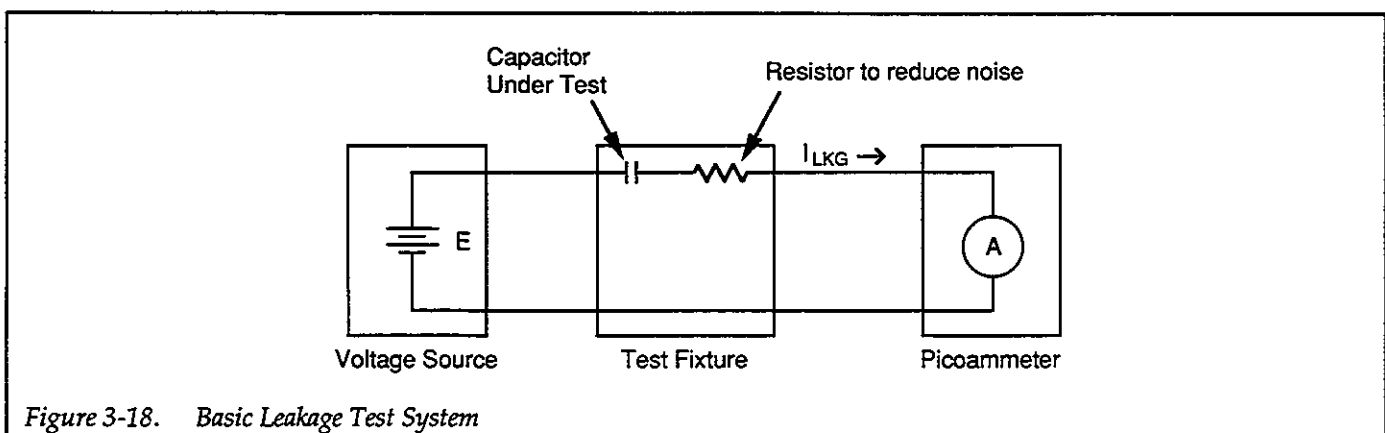 Capacitor
Under Test
Resistor to reduce noise
I LKG →
E
A
Voltage Source
Test Fixture
Picoammeter
Figure 3-18. Basic Leakage Test System